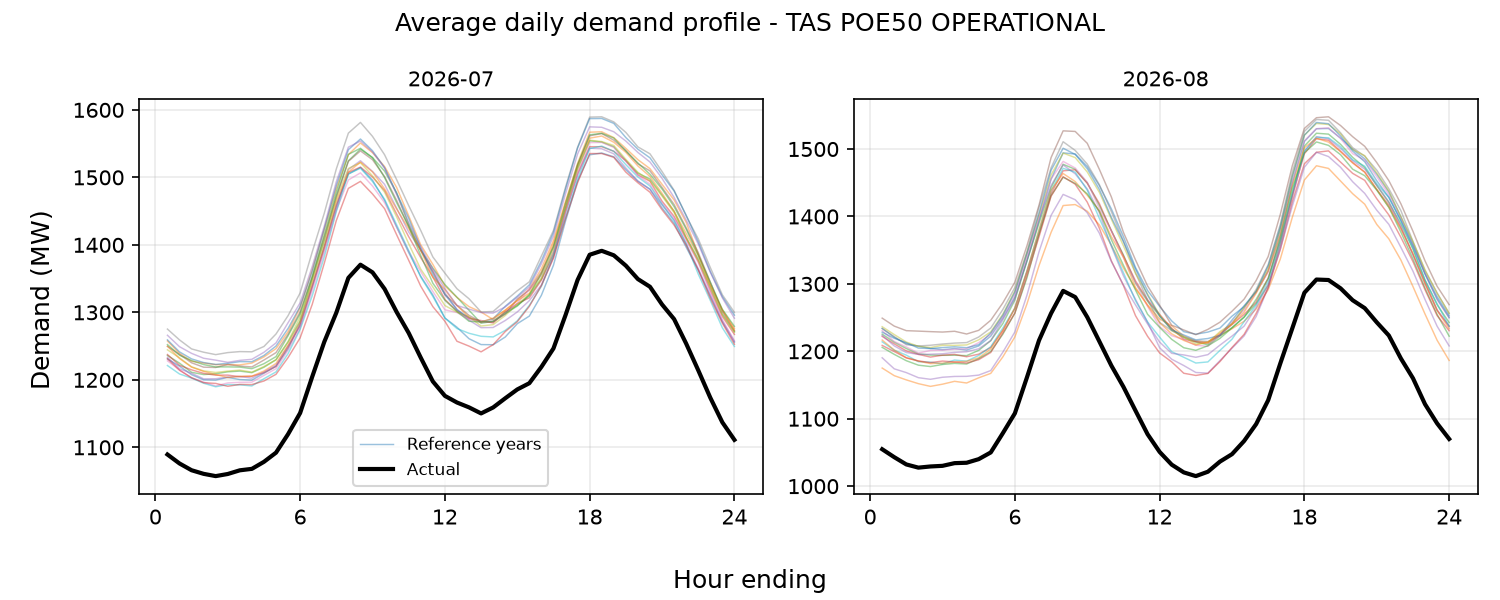 Average daily demand profile - TAS POE50 OPERATIONAL
2026-07
2026-08
Demand (MW)
1600
1500
1400
1300
1200
1100
0 6 12 18 24
Reference years
Actual
1500
1400
1300
1200
1100
1000
0 6 12 18 24
Hour ending